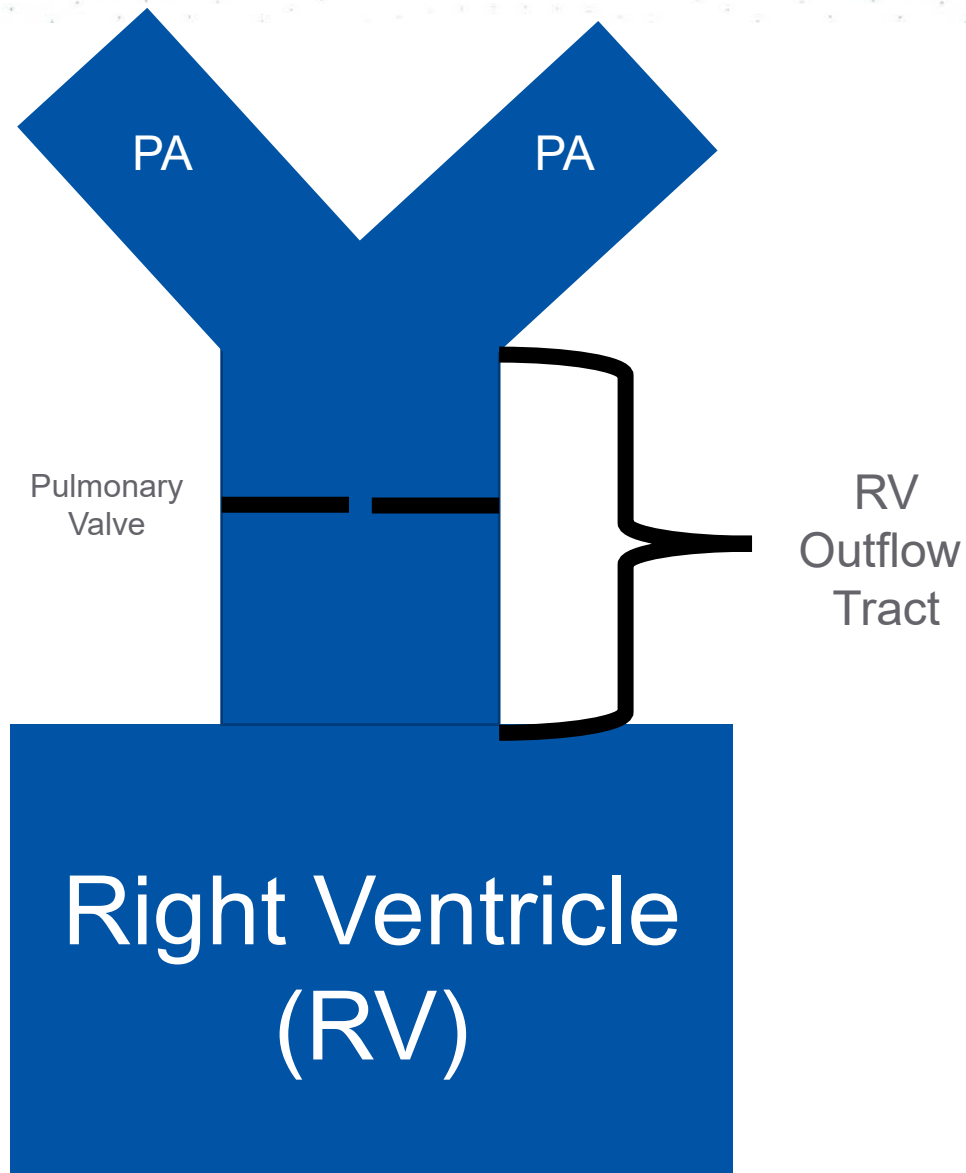 PA
PA
Pulmonary
Valve
RV
Outflow
Tract
Right Ventricle
(RV)